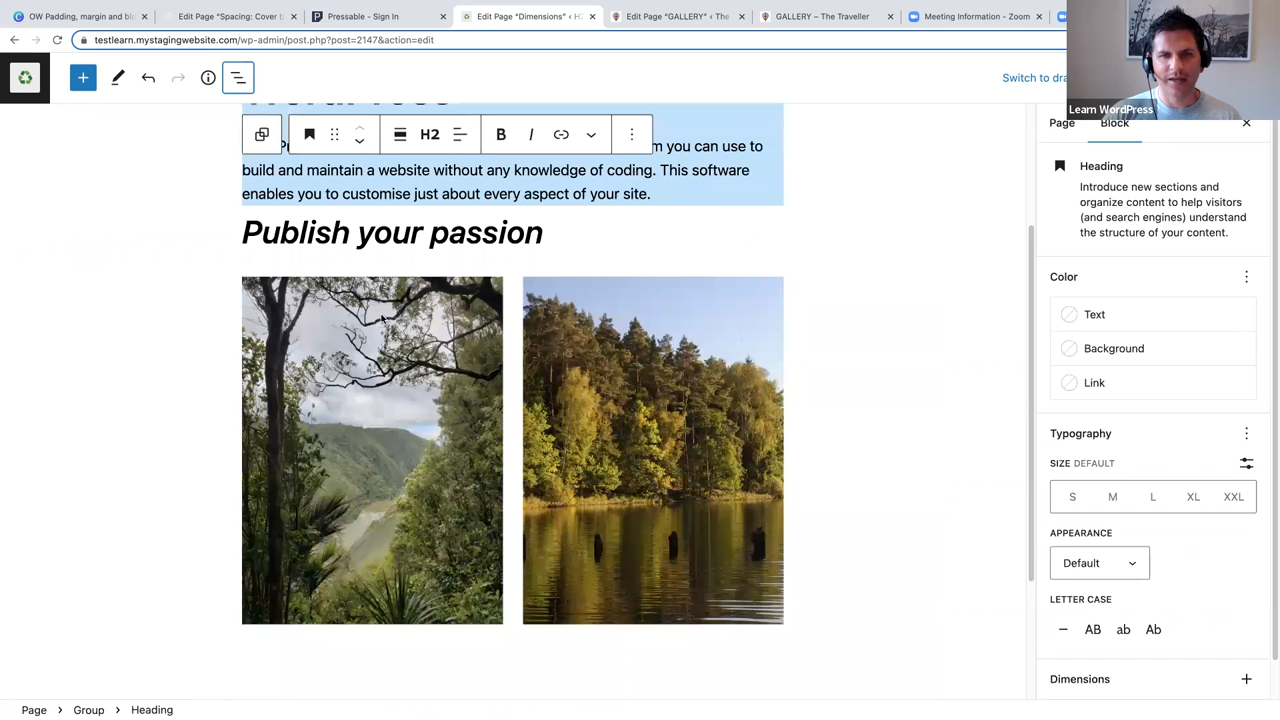 OW Padding, margin and blo
Edit Page “Spacing: Cover b
Pressable - Sign In
Edit Page “Dimensions” ‹ H
Edit Page “GALLERY” ‹ The
GALLERY – The Traveller
Meeting Information - Zoom
testlearn.mystagingwebsite.com/wp-admin/post.php?post=2147&action=edit
Switch to dra
Learn WordPress
Page
Block
H2
B
I
m you can use to
build and maintain a website without any knowledge of coding. This software
enables you to customise just about every aspect of your site.
Publish your passion
Heading
Introduce new sections and
organize content to help visitors
(and search engines) understand
the structure of your content.
Color
Text
Background
Link
Typography
SIZE DEFAULT
S M L XL XXL
APPEARANCE
Default
LETTER CASE
— AB ab Ab
Dimensions
Page > Group > Heading